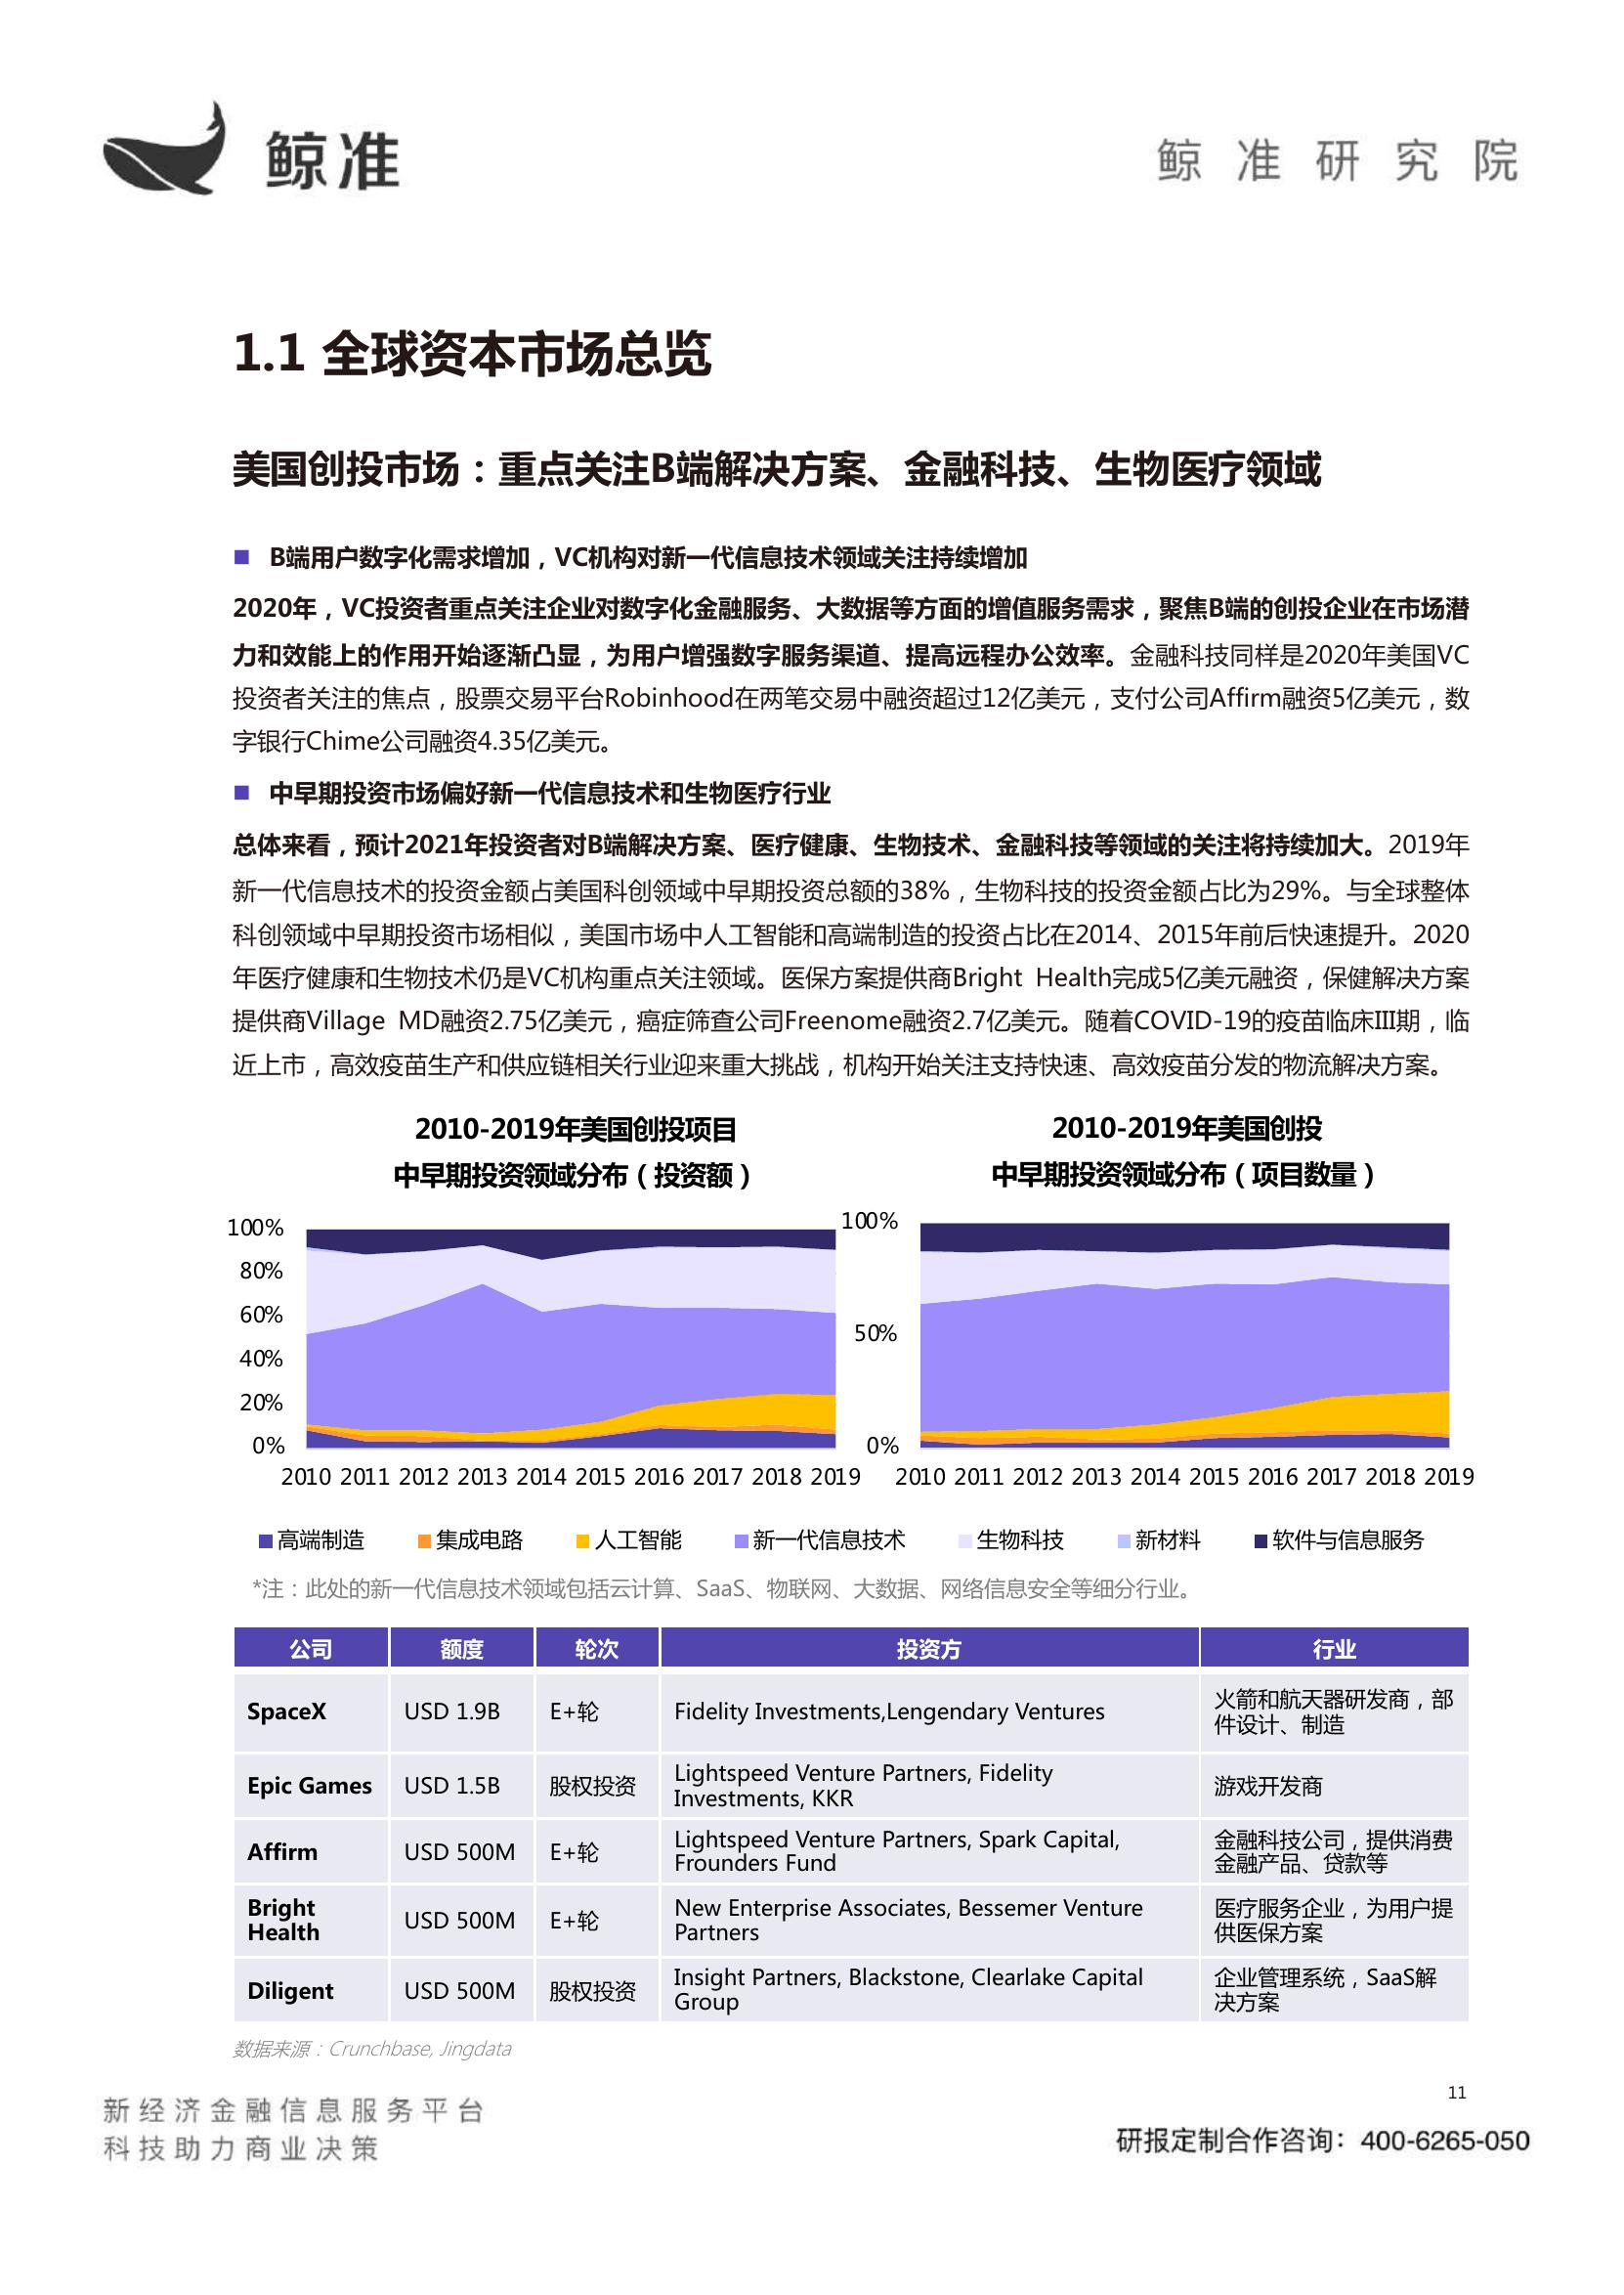 鲸准
鲸准研究院
1.1 全球资本市场总览
美国创投市场：重点关注B端解决方案、金融科技、生物医疗领域
B端用户数字化需求增加，VC机构对新一代信息技术领域关注持续增加
2020年，VC投资者重点关注企业对数字化金融服务、大数据等方面的增值服务需求，聚焦B端的创投企业在市场潜
力和效能上的作用开始逐渐凸显，为用户增强数字服务渠道、提高远程办公效率。金融科技同样是2020年美国VC
投资者关注的焦点，股票交易平台Robinhood在两笔交易中融资超过12亿美元，支付公司Affirm融资5亿美元，数
字银行Chime公司融资4.35亿美元。
中早期投资市场偏好新一代信息技术和生物医疗行业
总体来看，预计2021年投资者对B端解决方案、医疗健康、生物技术、金融科技等领域的关注将持续加大。2019年
新一代信息技术的投资金额占美国科创领域中早期投资总额的38%，生物科技的投资金额占比为29%。与全球整体
科创领域中早期投资市场相似，美国市场中人工智能和高端制造的投资占比在2014、2015年前后快速提升。2020
年医疗健康和生物技术仍是VC机构重点关注领域。医保方案提供商Bright Health完成5亿美元融资，保健解决方案
提供商Village MD融资2.75亿美元，癌症筛查公司Freenome融资2.7亿美元。随着COVID-19的疫苗临床III期，临
近上市，高效疫苗生产和供应链相关行业迎来重大挑战，机构开始关注支持快速、高效疫苗分发的物流解决方案。
2010-2019年美国创投项目
中早期投资领域分布（投资额）
100%
80%
60%
40%
20%
0%
2010 2011 2012 2013 2014 2015 2016 2017 2018 2019
2010-2019年美国创投
中早期投资领域分布（项目数量）
100%
50%
0%
2010 2011 2012 2013 2014 2015 2016 2017 2018 2019
高端制造 集成电路 人工智能 新一代信息技术 生物科技 新材料 软件与信息服务
*注：此处的新一代信息技术领域包括云计算、SaaS、物联网、大数据、网络信息安全等细分行业。
公司 额度 轮次 投资方 行业
SpaceX USD 1.9B E+轮 Fidelity Investments,Lengendary Ventures 火箭和航天器研发商，部
件设计、制造
Epic Games USD 1.5B 股权投资 Lightspeed Venture Partners, Fidelity
Investments, KKR 游戏开发商
Affirm USD 500M E+轮 Lightspeed Venture Partners, Spark Capital,
Frounders Fund 金融科技公司，提供消费
金融产品、贷款等
Bright
Health USD 500M E+轮 New Enterprise Associates, Bessemer Venture
Partners 医疗服务企业，为用户提
供医保方案
Diligent USD 500M 股权投资 Insight Partners, Blackstone, Clearlake Capital
Group 企业管理系统，SaaS解
决方案
数据来源：Crunchbase, Jingdata
11
新经济金融信息服务平台
科技助力商业决策
研报定制合作咨询：400-6265-050